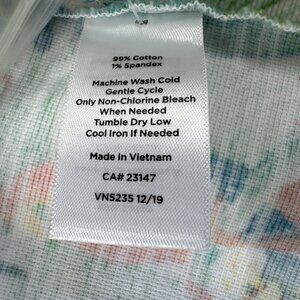 99% Cotton
1% Spandex
Machine Wash Cold
Gentle Cycle
Only Non-Chlorine Bleach
When Needed
Tumble Dry Low
Cool Iron If Needed
Made In Vietnam
CA# 23147
VN5235 12/19